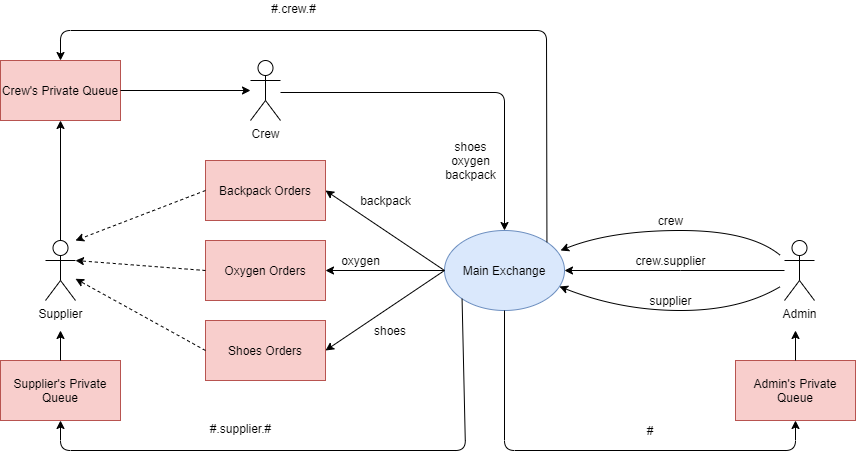 #.crew.#
Crew's Private Queue
Crew
shoes
oxygen
backpack
Backpack Orders
backpack
crew
Oxygen Orders
oxygen
Main Exchange
crew.supplier
supplier
Supplier
Admin
shoes
Shoes Orders
Supplier's Private
Queue
Admin's Private
Queue
#.supplier.#
#